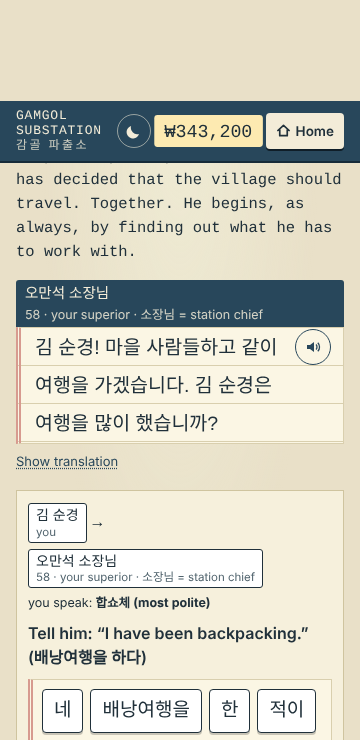 GAMGOL
SUBSTATION
감골 파출소
₩343,200
Home
has decided that the village should
travel. Together. He begins, as
always, by finding out what he has
to work with.
오만석 소장님
58 · your superior · 소장님 = station chief
김 순경! 마을 사람들하고 같이
여행을 가겠습니다. 김 순경은
여행을 많이 했습니까?
Show translation
김 순경
you
→
오만석 소장님
58 · your superior · 소장님 = station chief
you speak: 합쇼체 (most polite)
Tell him: “I have been backpacking.”
(배낭여행을 하다)
네 배낭여행을 한 적이